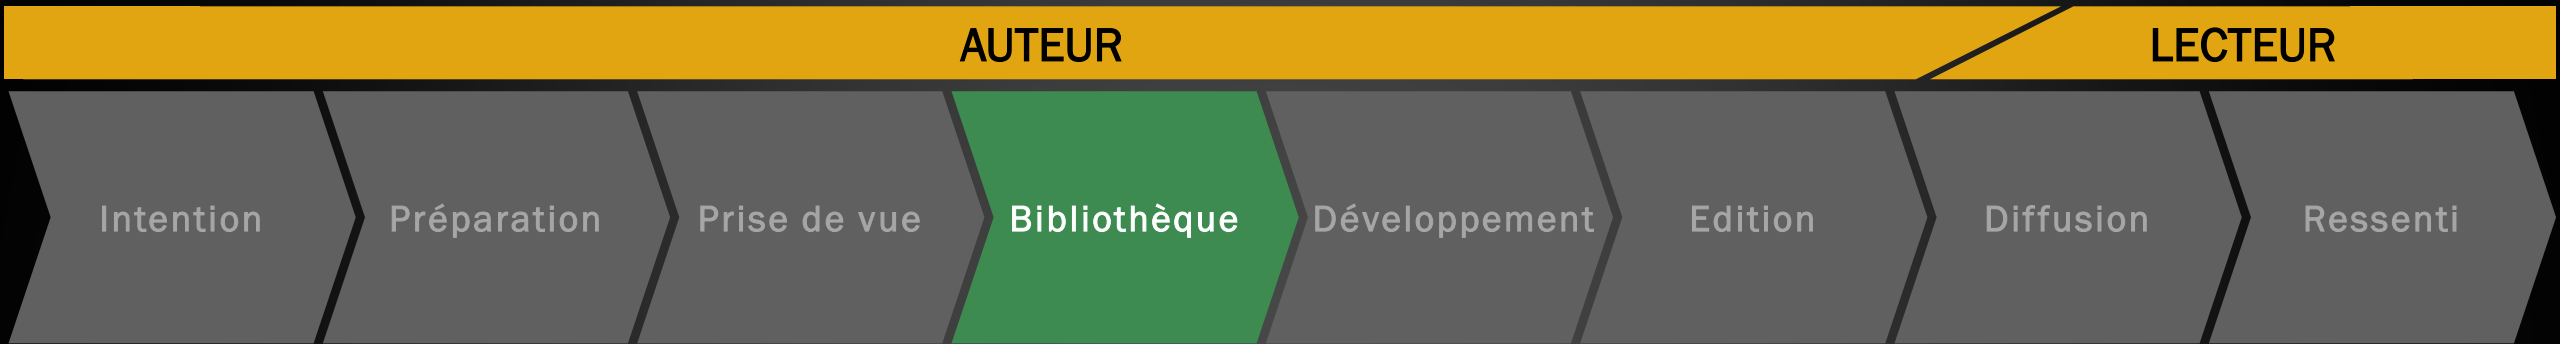 AUTEUR LECTEUR
Intention Préparation Prise de vue Bibliothèque Développement Edition Diffusion Ressenti